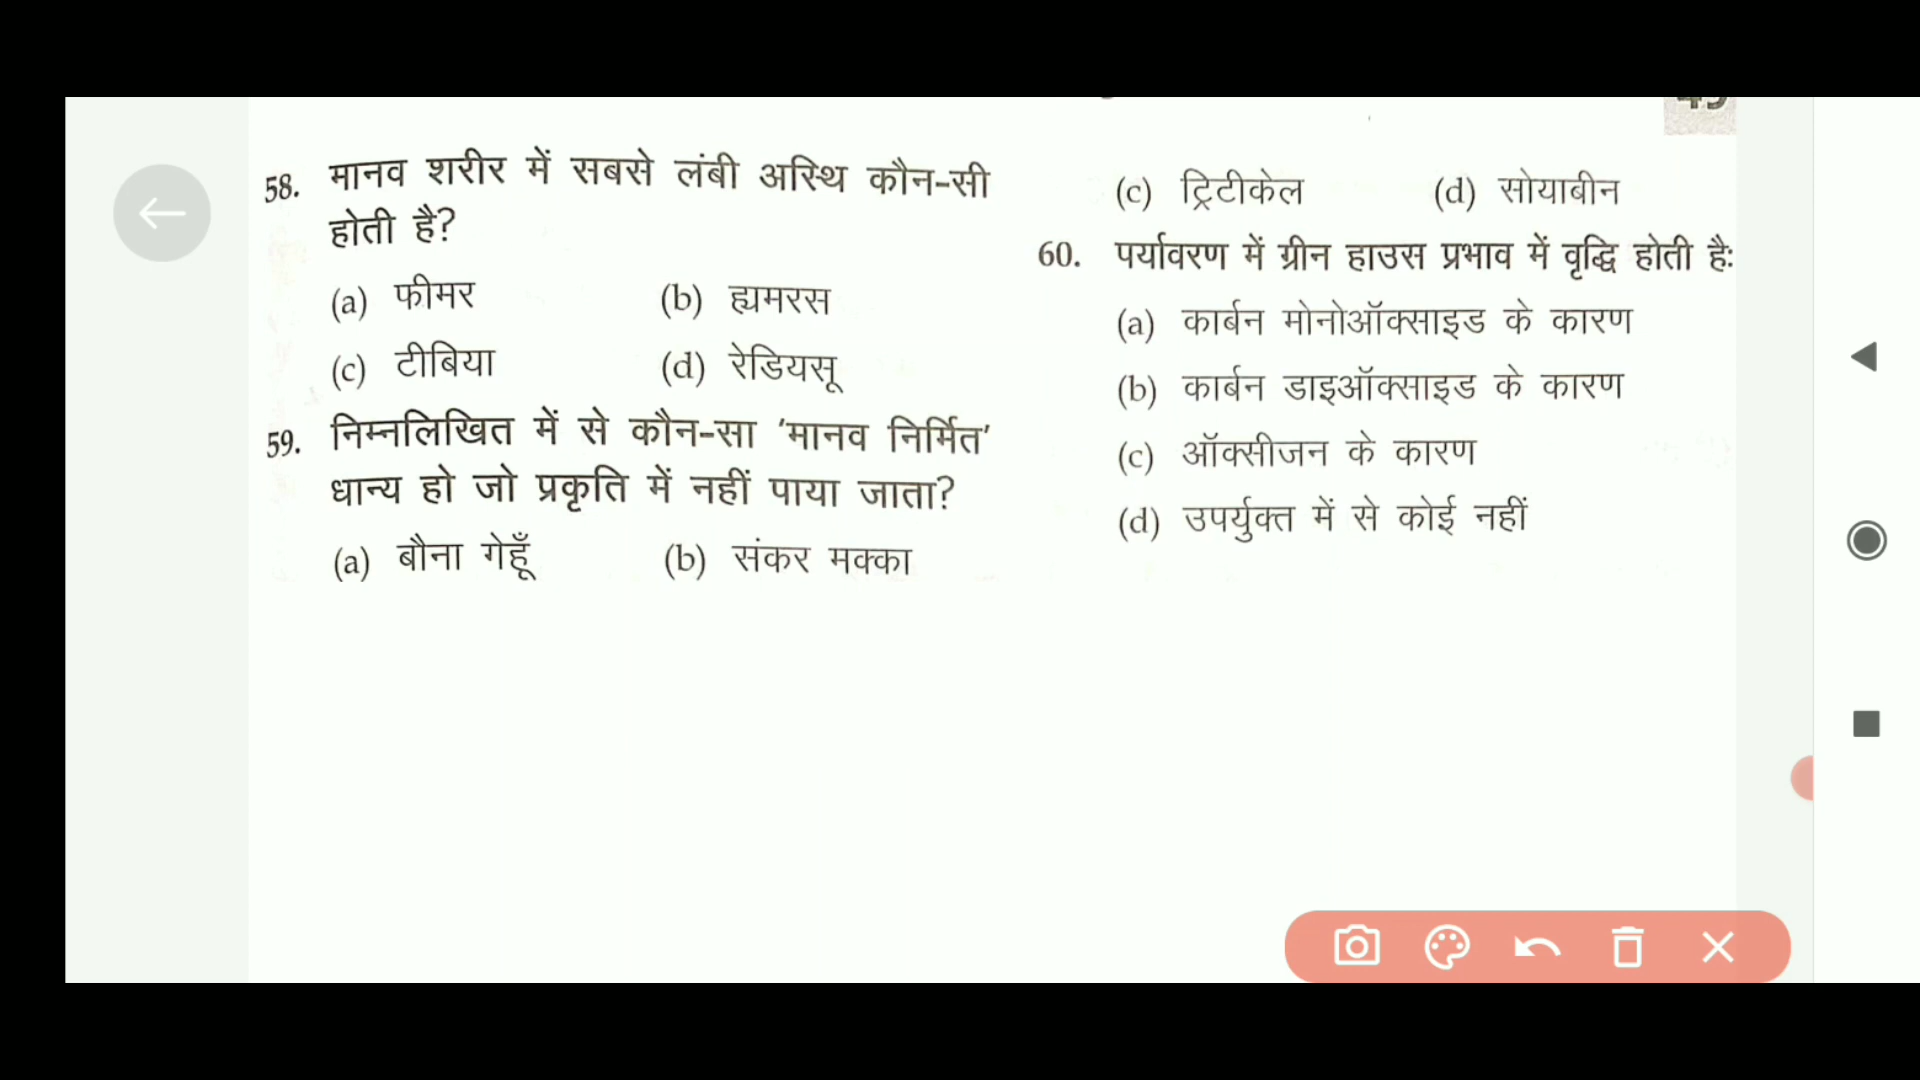 58. मानव शरीर में सबसे लंबी अस्थि कौन-सी
होती है?
(a) फीमर (b) ह्यमरस
(c) टीबिया (d) रेडियसू
59. निम्नलिखित में से कौन-सा 'मानव निर्मित'
धान्य हो जो प्रकृति में नहीं पाया जाता?
(a) बौना गेहूँ (b) संकर मक्का
(c) ट्रिटीकेल (d) सोयाबीन
60. पर्यावरण में ग्रीन हाउस प्रभाव में वृद्धि होती है:
(a) कार्बन मोनोऑक्साइड के कारण
(b) कार्बन डाइऑक्साइड के कारण
(c) ऑक्सीजन के कारण
(d) उपर्युक्त में से कोई नहीं